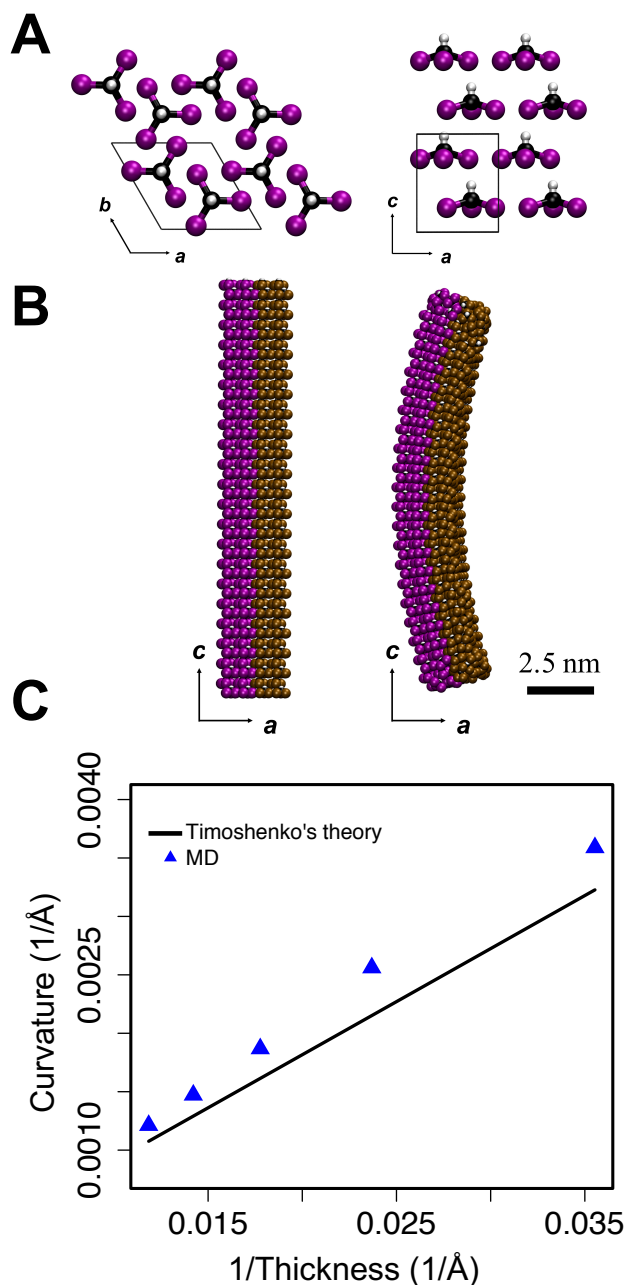 A
b
a
c
a
B
c
a
c
a
2.5 nm
C
0.0040
0.0025
0.0010
Curvature (1/Å)
Timoshenko's theory
MD
0.015
0.025
0.035
1/Thickness (1/Å)